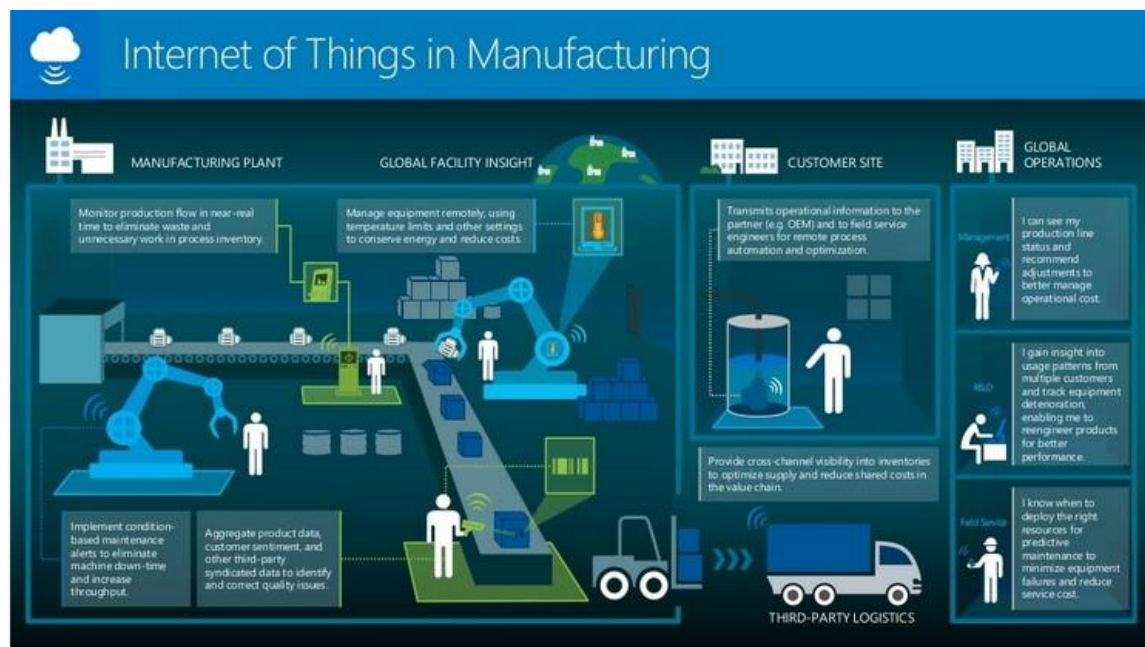 Internet of Things in Manufacturing
MANUFACTURING PLANT
GLOBAL FACILITY INSIGHT
CUSTOMER SITE
GLOBAL
OPERATIONS
Monitor production flow in near-real
time to eliminate waste and
unnecessary work in process inventory.
Manage equipment remotely, using
temperature limits and other settings
to conserve energy and reduce costs.
Transmits operational information to the
partner (e.g. OEM) and to field service
engineers for remote process
automation and optimization.
Management
I can see my
production line
status and
recommend
adjustments to
better manage
operational cost.
R&D
I gain insight into
usage patterns from
multiple customers
and track equipment
deterioration,
enabling me to
reengineer products
for better
performance.
Provide cross-channel visibility into inventories
to optimize supply and reduce shared costs in
the value chain.
Implement condition-
based maintenance
alerts to eliminate
machine down-time
and increase
throughput.
Aggregate product data,
customer sentiment, and
other third-party
syndicated data to identify
and correct quality issues.
Field Service
I know when to
deploy the right
resources for
predictive
maintenance to
minimize equipment
failures and reduce
service cost.
THIRD-PARTY LOGISTICS